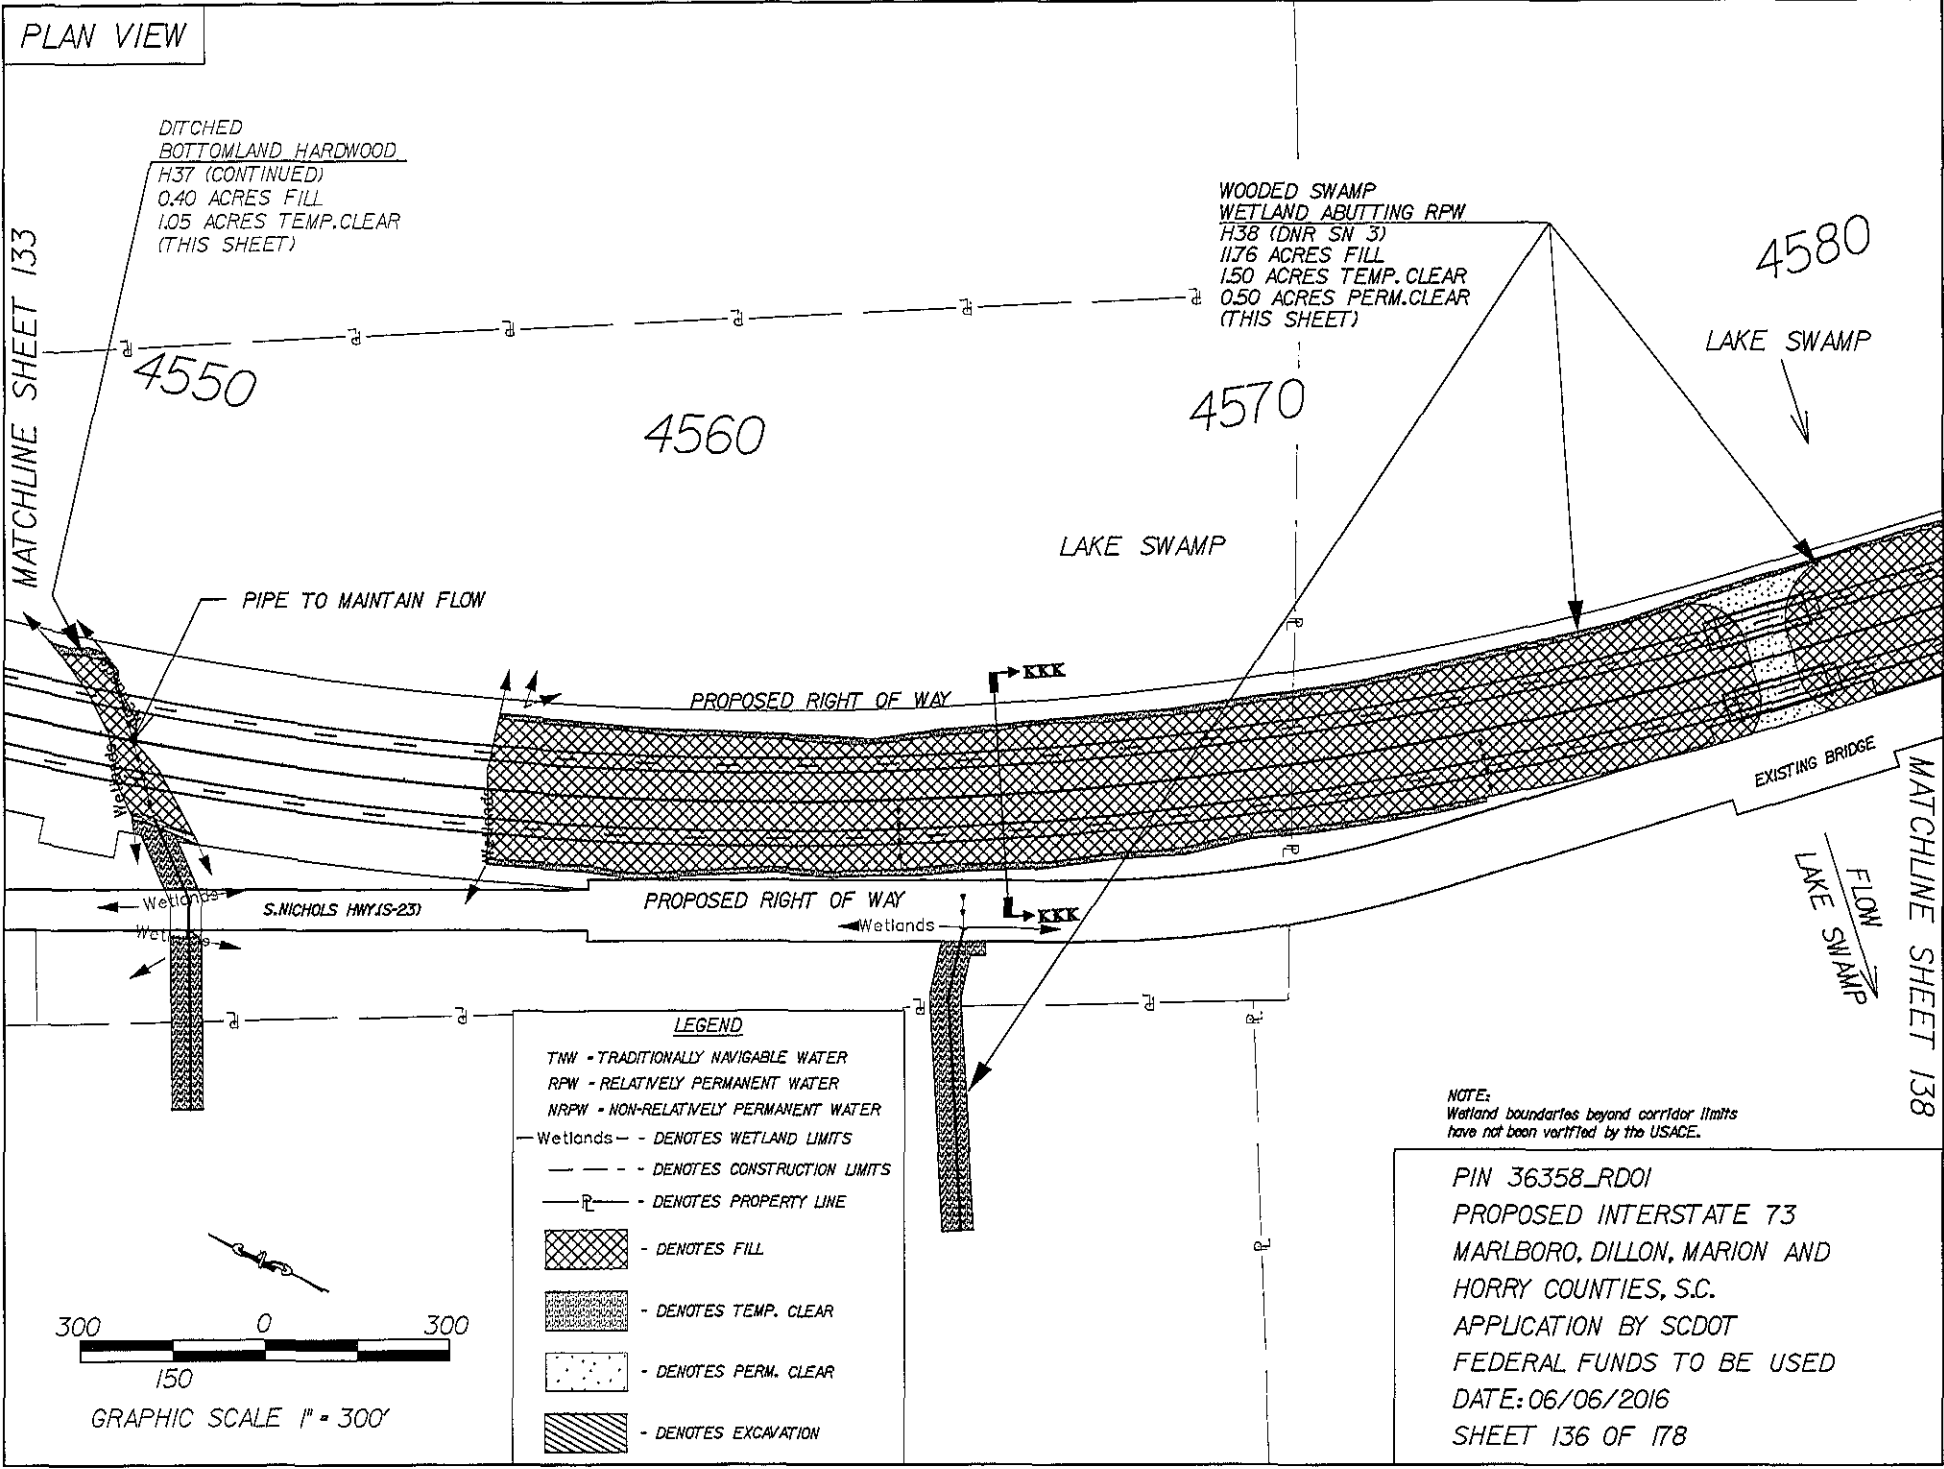 PLAN VIEW
DITCHED
BOTTOMLAND HARDWOOD
H37 (CONTINUED)
0.40 ACRES FILL
1.05 ACRES TEMP.CLEAR
(THIS SHEET)
MATCHLINE SHEET 133
WOODED SWAMP
WETLAND ABUTTING RPW
H38 (DNR SN 3)
11.76 ACRES FILL
1.50 ACRES TEMP. CLEAR
0.50 ACRES PERM.CLEAR
(THIS SHEET)
4580
LAKE SWAMP
4550
4560
4570
LAKE SWAMP
PIPE TO MAINTAIN FLOW
KKK
PROPOSED RIGHT OF WAY
Wetlands
Wetlands
EXISTING BRIDGE
PROPOSED RIGHT OF WAY
S.NICHOLS HWY.(S-23)
Wetlands
Wetlands
KKK
Wetlands
FLOW
LAKE SWAMP
MATCHLINE SHEET 138
LEGEND
TNW - TRADITIONALLY NAVIGABLE WATER
RPW - RELATIVELY PERMANENT WATER
NRPW - NON-RELATIVELY PERMANENT WATER
Wetlands - DENOTES WETLAND LIMITS
- DENOTES CONSTRUCTION LIMITS
PL - DENOTES PROPERTY LINE
- DENOTES FILL
- DENOTES TEMP. CLEAR
- DENOTES PERM. CLEAR
- DENOTES EXCAVATION
300 0 300
150
GRAPHIC SCALE 1" = 300'
NOTE:
Wetland boundaries beyond corridor limits
have not been verified by the USACE.
PIN 36358_RD01
PROPOSED INTERSTATE 73
MARLBORO, DILLON, MARION AND
HORRY COUNTIES, S.C.
APPLICATION BY SCDOT
FEDERAL FUNDS TO BE USED
DATE: 06/06/2016
SHEET 136 OF 178